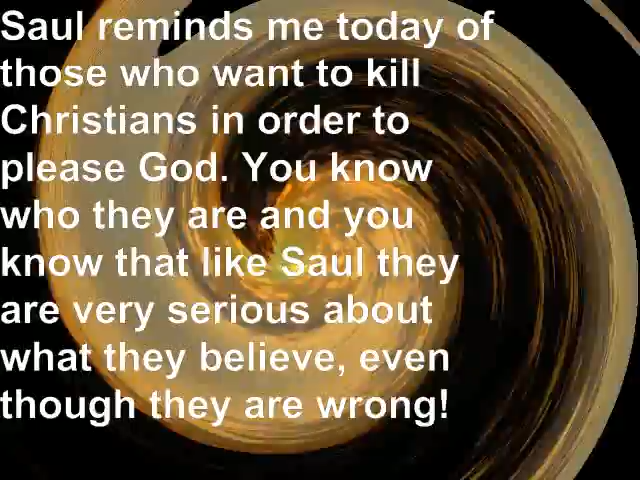 Saul reminds me today of
those who want to kill
Christians in order to
please God. You know
who they are and you
know that like Saul they
are very serious about
what they believe, even
though they are wrong!